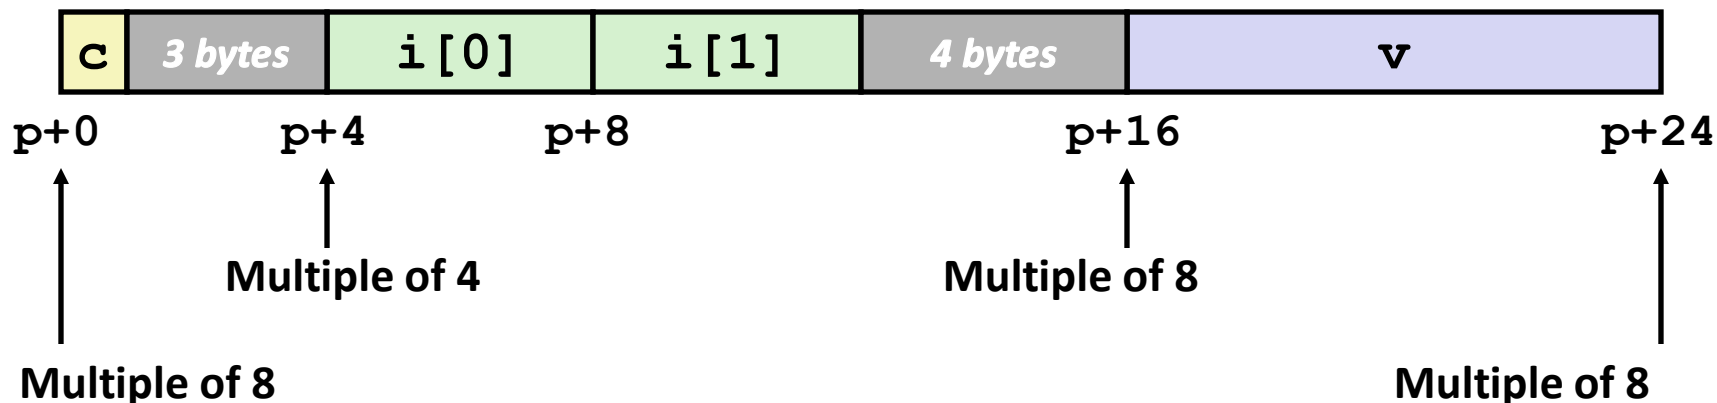 c 3 bytes i[0] i[1] 4 bytes v
p+0 p+4 p+8 p+16 p+24
Multiple of 4 Multiple of 8
Multiple of 8 Multiple of 8